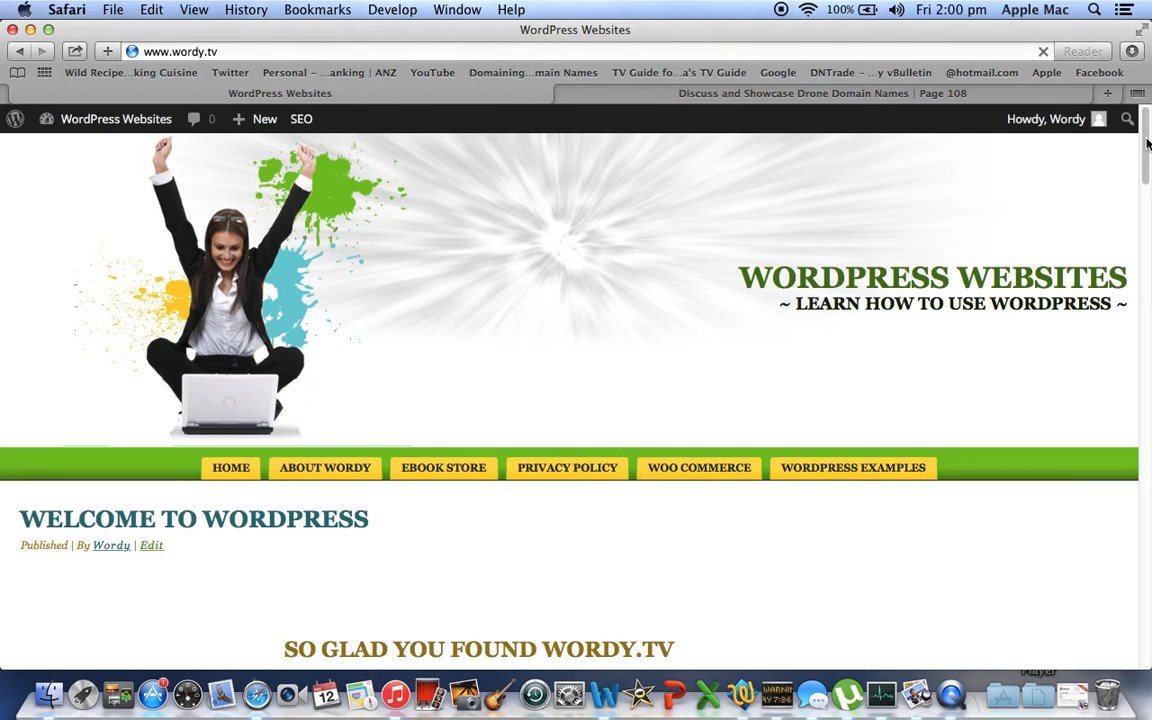 Safari File Edit View History Bookmarks Develop Window Help 100% Fri 2:00 pm Apple Mac
WordPress Websites
www.wordy.tv Reader
Wild Recipe...king Cuisine Twitter Personal – ...anking | ANZ YouTube Domaining...main Names TV Guide fo...a's TV Guide Google DNTrade – ...y vBulletin @hotmail.com Apple Facebook
WordPress Websites Discuss and Showcase Drone Domain Names | Page 108
WordPress Websites 0 New SEO Howdy, Wordy
WORDPRESS WEBSITES
~ LEARN HOW TO USE WORDPRESS ~
HOME ABOUT WORDY EBOOK STORE PRIVACY POLICY WOO COMMERCE WORDPRESS EXAMPLES
WELCOME TO WORDPRESS
Published | By Wordy | Edit
SO GLAD YOU FOUND WORDY.TV
Player
1
12